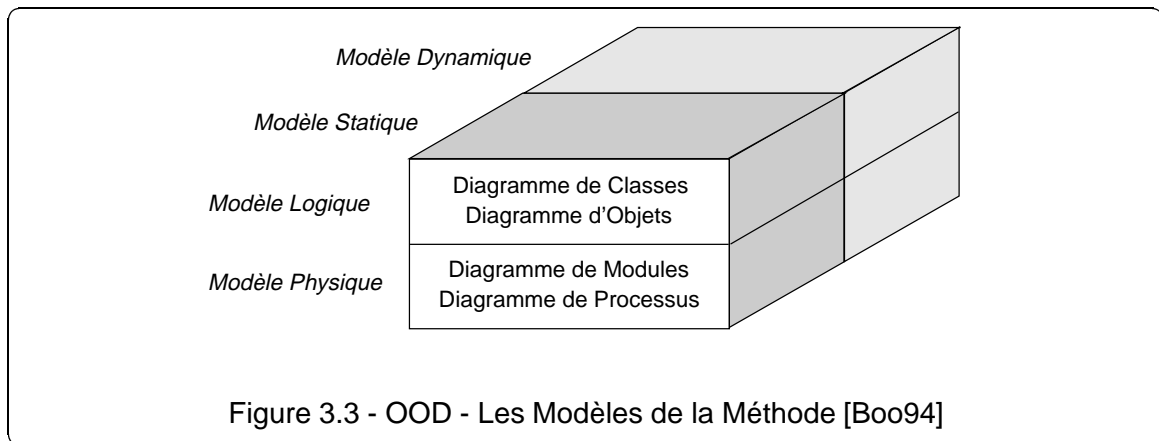 Modèle Dynamique
Modèle Statique
Modèle Logique
Diagramme de Classes
Diagramme d'Objets
Modèle Physique
Diagramme de Modules
Diagramme de Processus
Figure 3.3 - OOD - Les Modèles de la Méthode [Boo94]